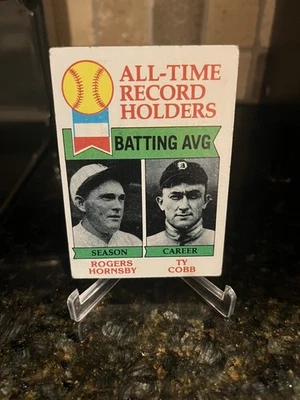 ALL-TIME
RECORD
HOLDERS
BATTING AVG
SEASON
ROGERS
HORNSBY
CAREER
TY
COBB